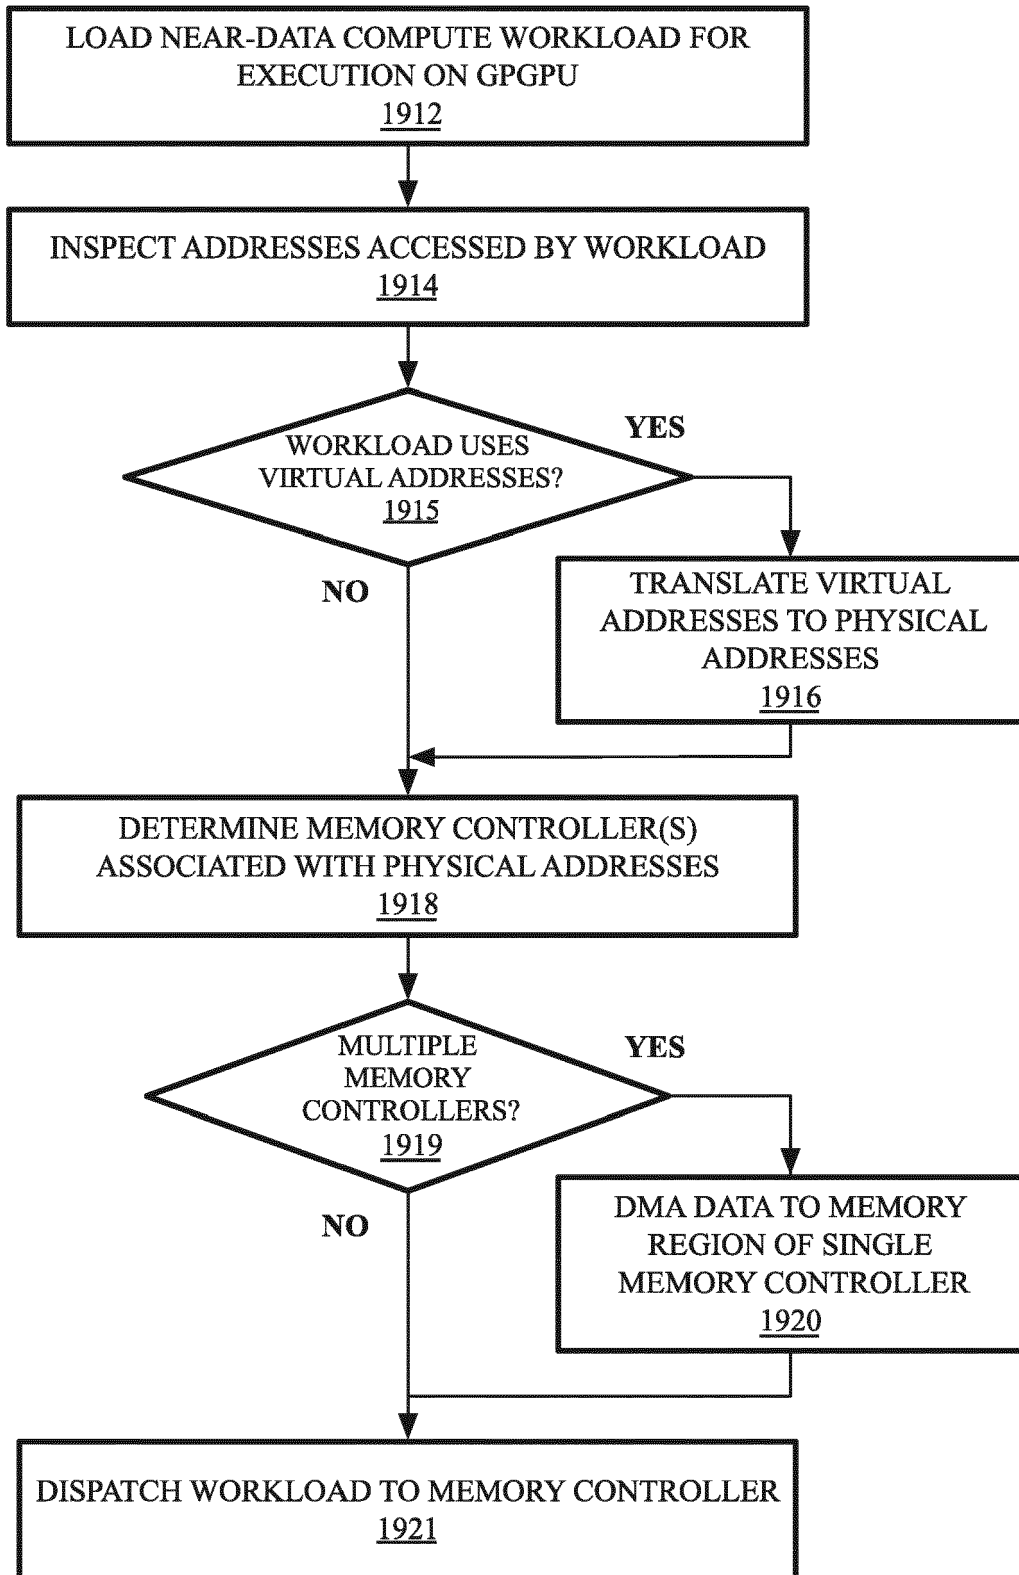 LOAD NEAR-DATA COMPUTE WORKLOAD FOR
EXECUTION ON GPGPU
1912
INSPECT ADDRESSES ACCESSED BY WORKLOAD
1914
WORKLOAD USES
VIRTUAL ADDRESSES?
1915
YES
NO
TRANSLATE VIRTUAL
ADDRESSES TO PHYSICAL
ADDRESSES
1916
DETERMINE MEMORY CONTROLLER(S)
ASSOCIATED WITH PHYSICAL ADDRESSES
1918
MULTIPLE
MEMORY
CONTROLLERS?
1919
YES
NO
DMA DATA TO MEMORY
REGION OF SINGLE
MEMORY CONTROLLER
1920
DISPATCH WORKLOAD TO MEMORY CONTROLLER
1921